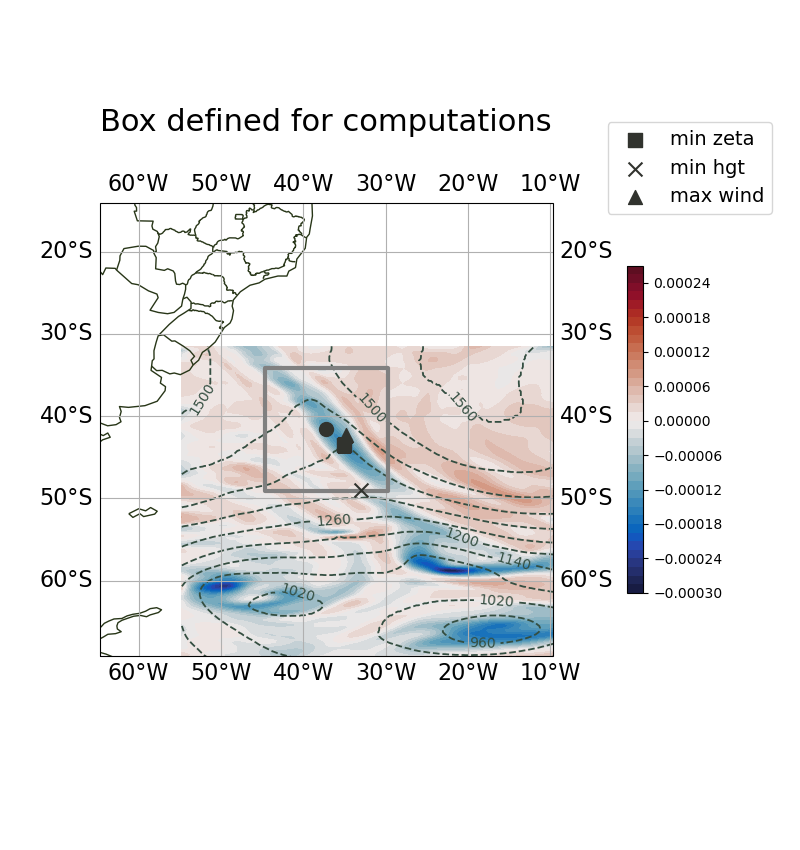 Box defined for computations
min zeta
min hgt
max wind
60°W 50°W 40°W 30°W 20°W 10°W
20°S 20°S
30°S 30°S
40°S 40°S
50°S 50°S
60°S 60°S
1500
1500
1560
1260
1200
1140
1020
1020
960
60°W 50°W 40°W 30°W 20°W 10°W
0.00024
0.00018
0.00012
0.00006
0.00000
−0.00006
−0.00012
−0.00018
−0.00024
−0.00030